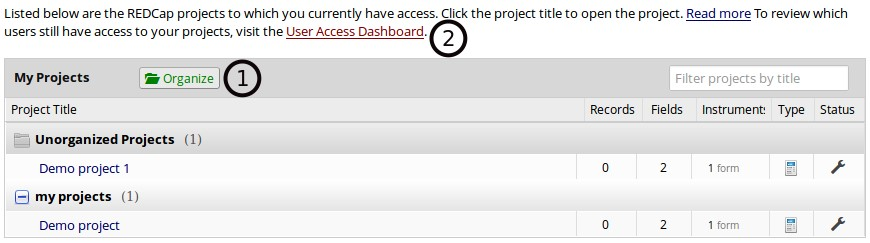 Listed below are the REDCap projects to which you currently have access. Click the project title to open the project. Read more To review which
users still have access to your projects, visit the User Access Dashboard. 2
My Projects Organize 1 Filter projects by title
Project Title Records Fields Instruments Type Status
Unorganized Projects (1)
Demo project 1 0 2 1 form
my projects (1)
Demo project 0 2 1 form